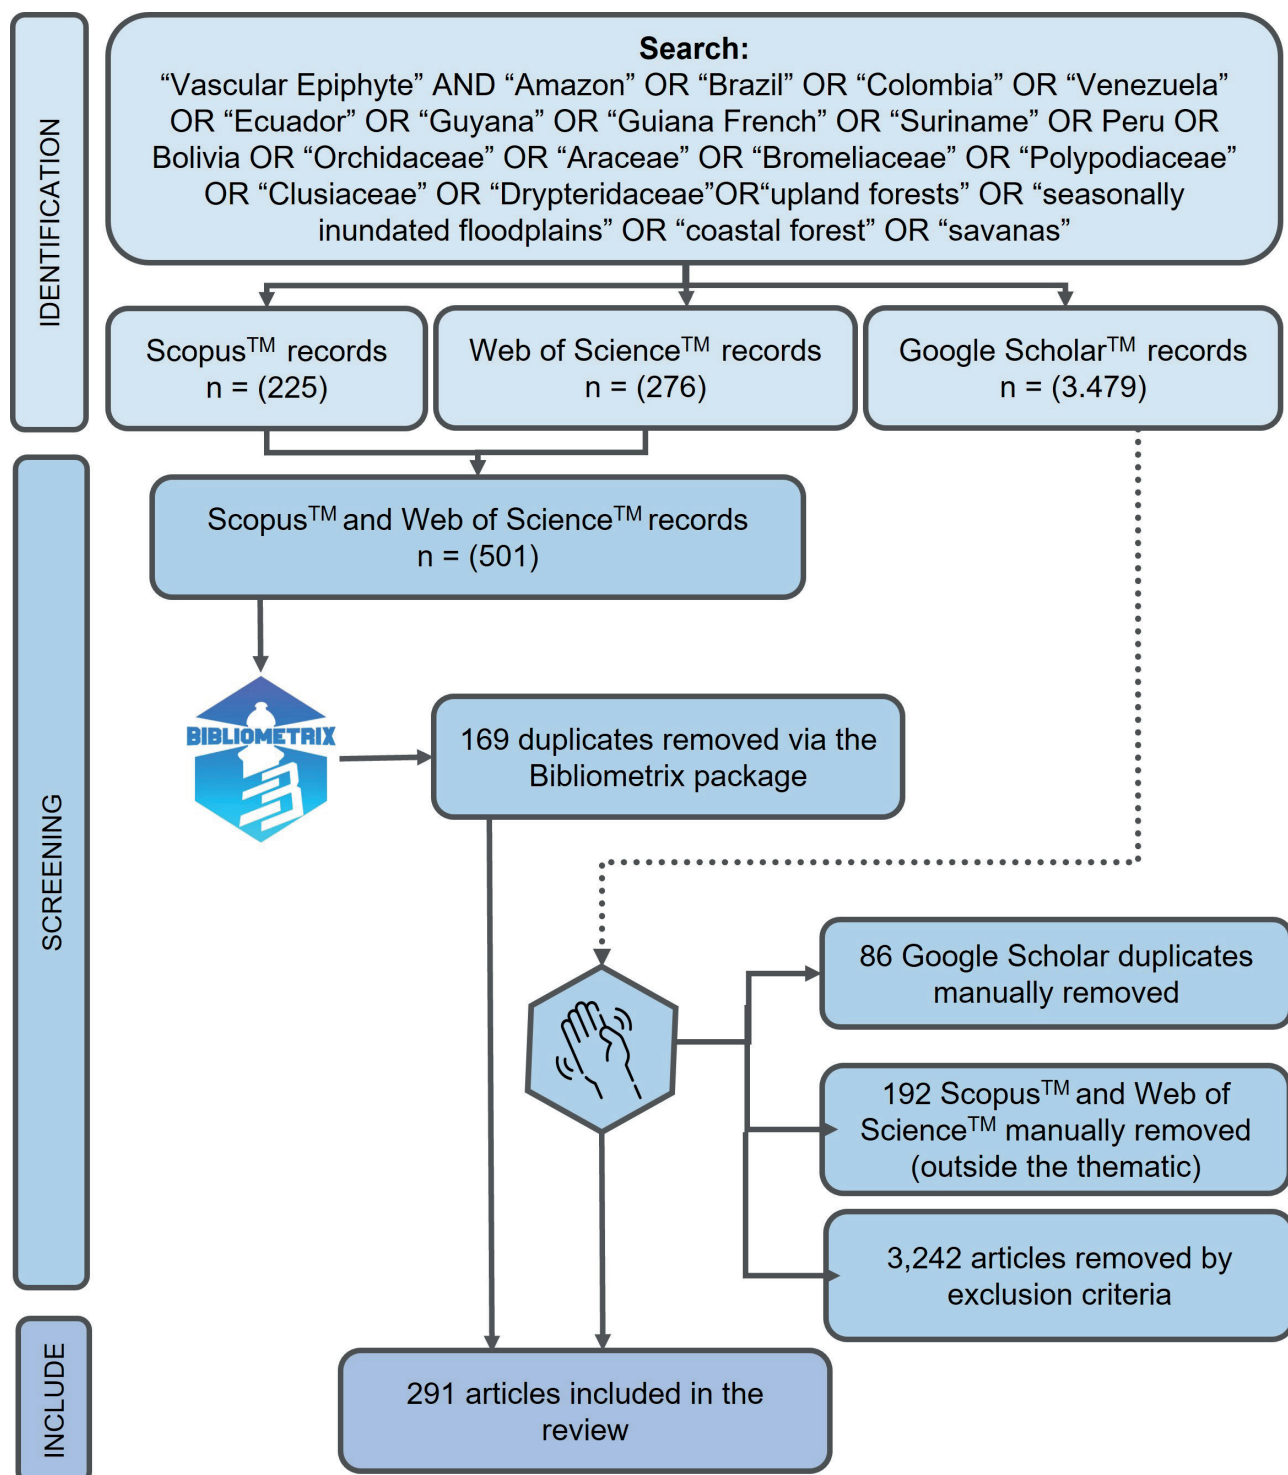 IDENTIFICATION
Search:
“Vascular Epiphyte” AND “Amazon” OR “Brazil” OR “Colombia” OR “Venezuela”
OR “Ecuador” OR “Guyana” OR “Guiana French” OR “Suriname” OR Peru OR
Bolivia OR “Orchidaceae” OR “Araceae” OR “Bromeliaceae” OR “Polypodiaceae”
OR “Clusiaceae” OR “Drypteridaceae”OR“upland forests” OR “seasonally
inundated floodplains” OR “coastal forest” OR “savanas”
Scopus™ records
n = (225)
Web of Science™ records
n = (276)
Google Scholar™ records
n = (3.479)
SCREENING
Scopus™ and Web of Science™ records
n = (501)
BIBLIOMETRIX
169 duplicates removed via the
Bibliometrix package
86 Google Scholar duplicates
manually removed
192 Scopus™ and Web of
Science™ manually removed
(outside the thematic)
3,242 articles removed by
exclusion criteria
INCLUDE
291 articles included in the
review